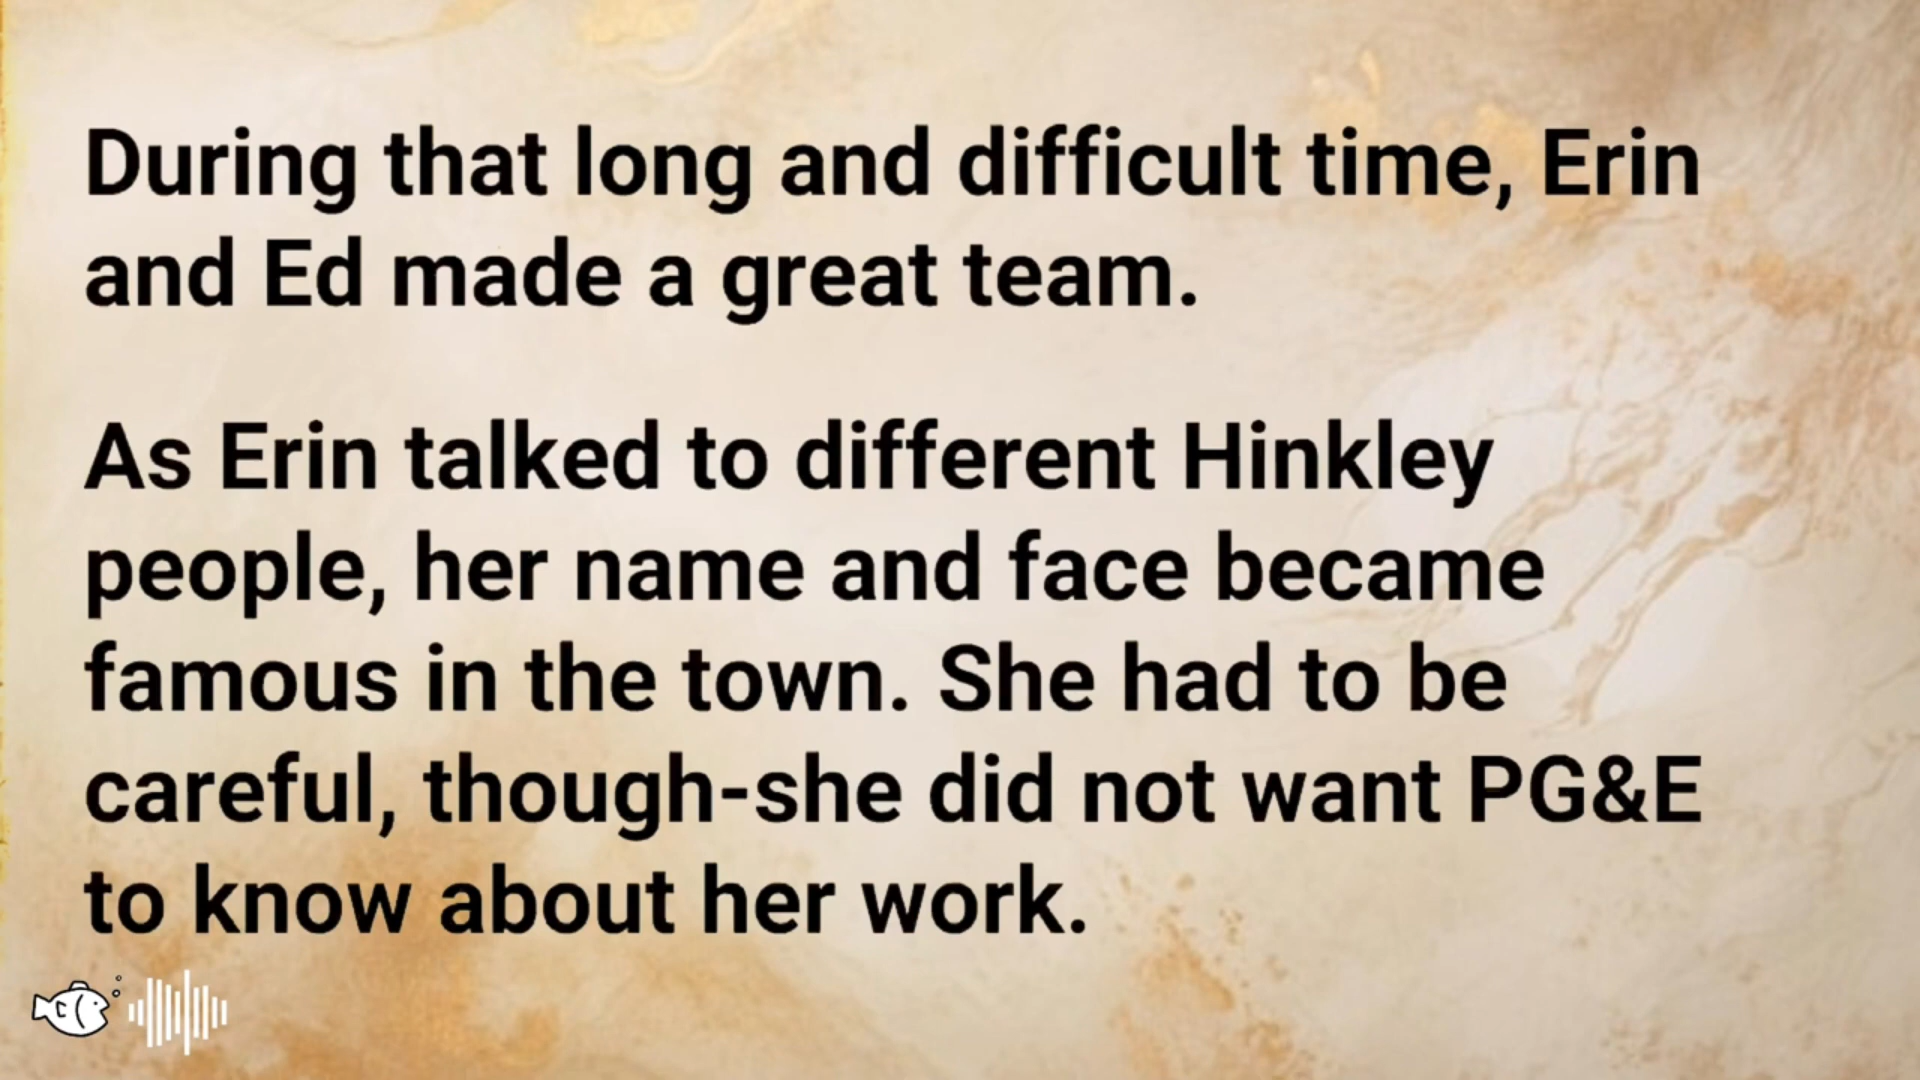 During that long and difficult time, Erin
and Ed made a great team.
As Erin talked to different Hinkley
people, her name and face became
famous in the town. She had to be
careful, though-she did not want PG&E
to know about her work.